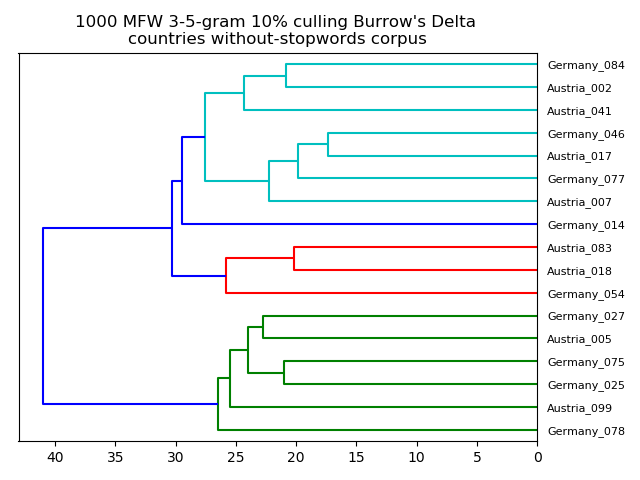 1000 MFW 3-5-gram 10% culling Burrow's Delta
countries without-stopwords corpus
Germany_084
Austria_002
Austria_041
Germany_046
Austria_017
Germany_077
Austria_007
Germany_014
Austria_083
Austria_018
Germany_054
Germany_027
Austria_005
Germany_075
Germany_025
Austria_099
Germany_078
40 35 30 25 20 15 10 5 0